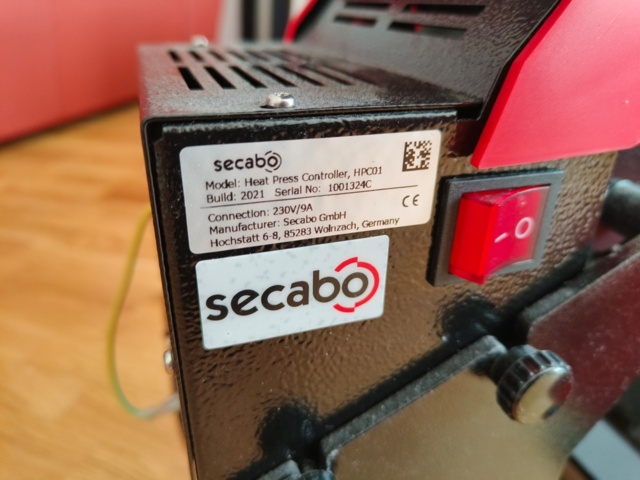 secabo
Model: Heat Press Controller, HPC01
Build: 2021 Serial No: 1001324C
Connection: 230V/9A
Manufacturer: Secabo GmbH
Hochstatt 6-8, 85283 Wolnzach, Germany
CE
secabo
- O